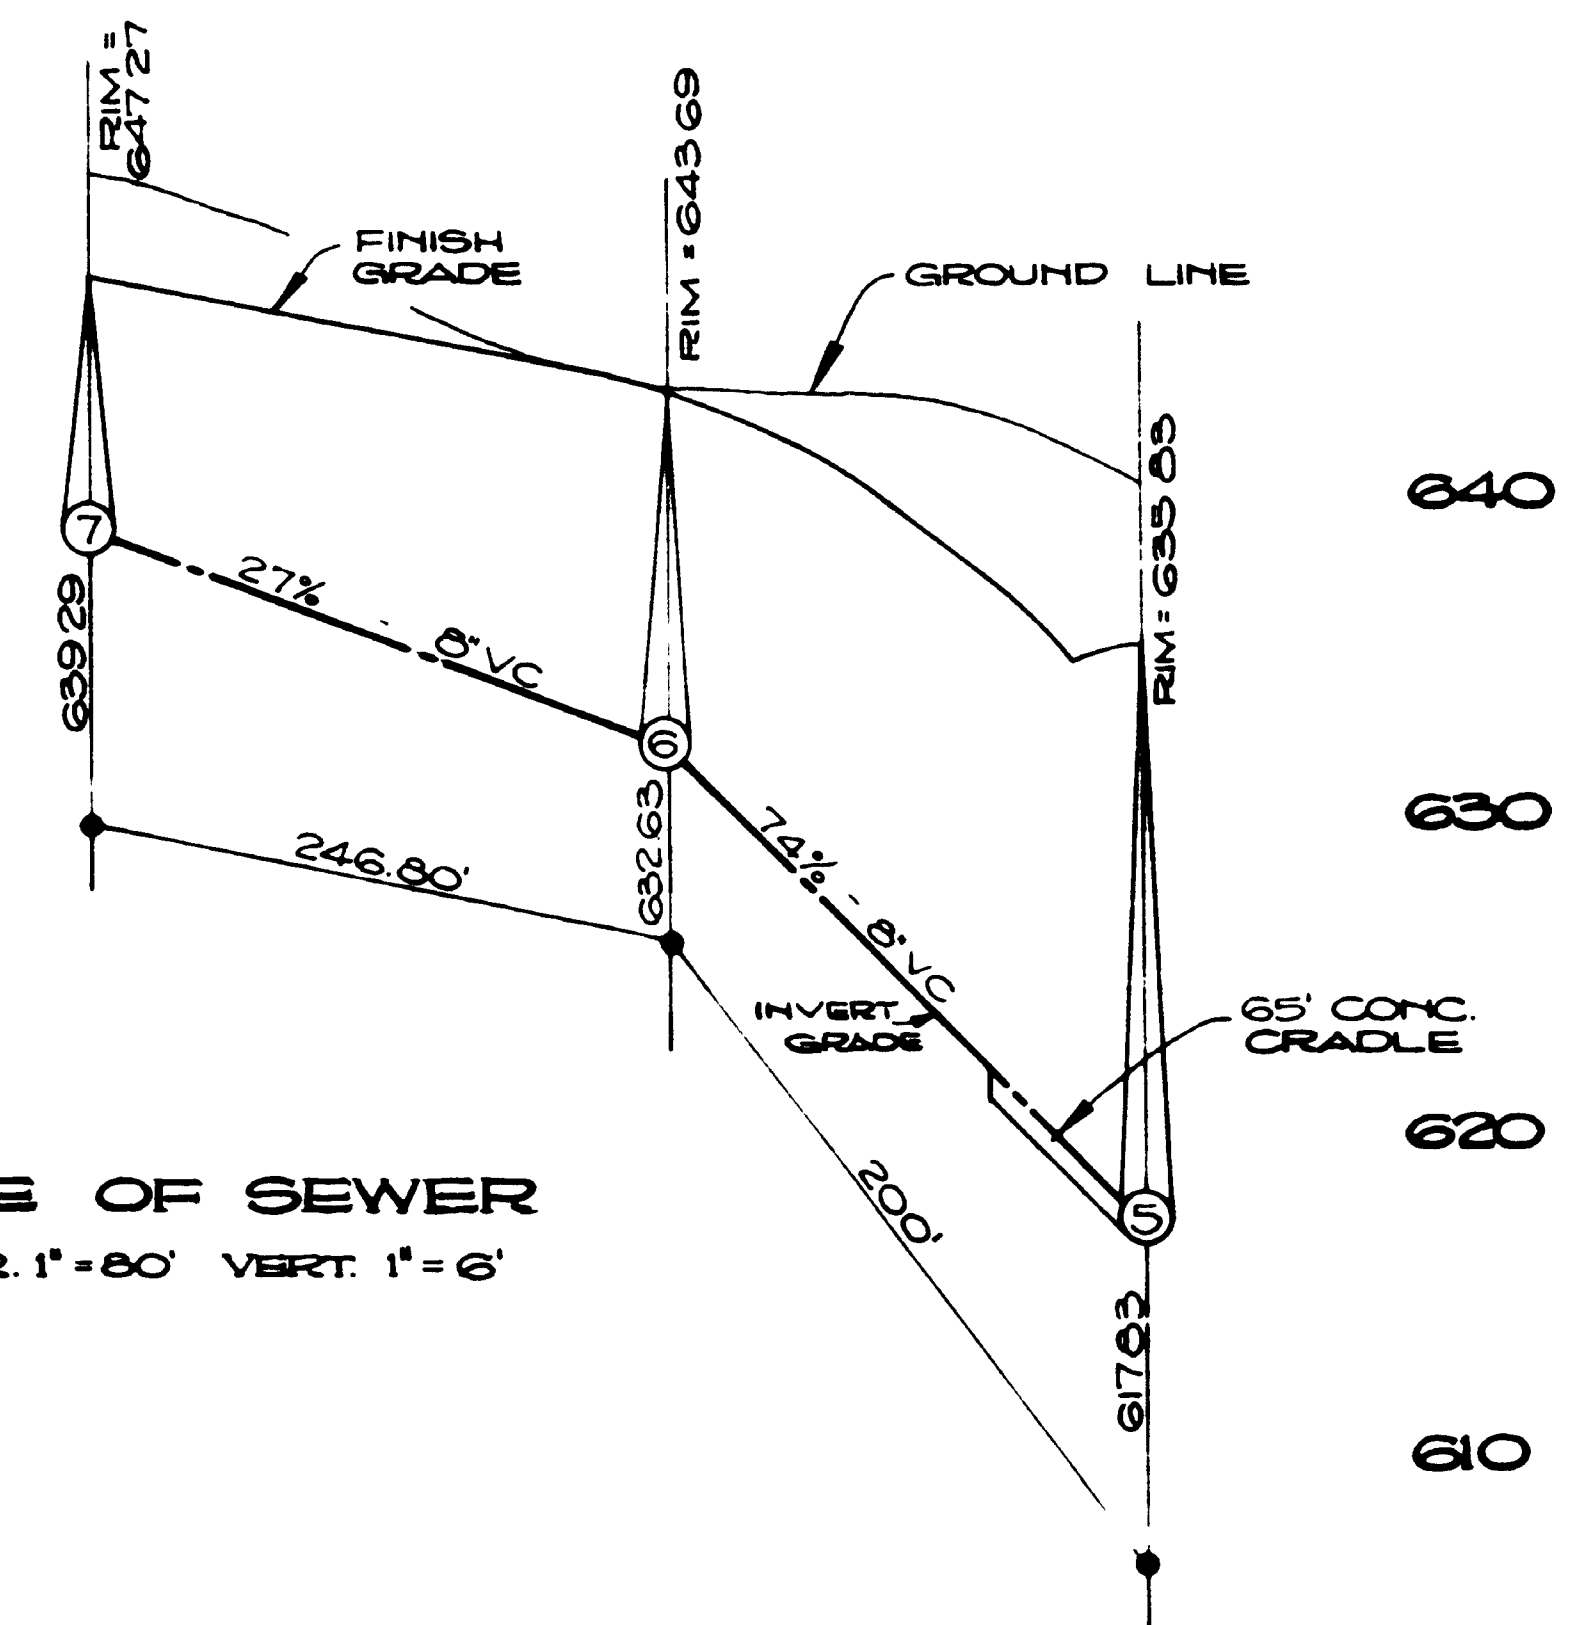 RIM =
647 27
RIM = 643 69
FINISH
GRADE
GROUND LINE
RIM = 635 83
640
7
27% - 8" VC
639 29
6
630
74% - 8" VC
246.80'
632.63
INVERT
GRADE
65' CONC.
CRADLE
620
E OF SEWER
200'
5
R. 1" = 80' VERT. 1" = 6'
617 83
610